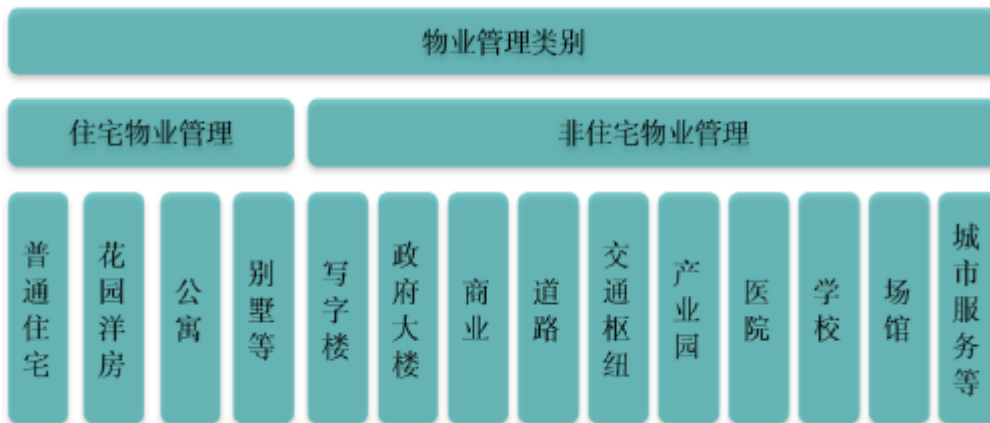 物业管理类别
住宅物业管理
非住宅物业管理
普通住宅
花园洋房
公寓
别墅等
写字楼
政府大楼
商业
道路
交通枢纽
产业园
医院
学校
场馆
城市服务等